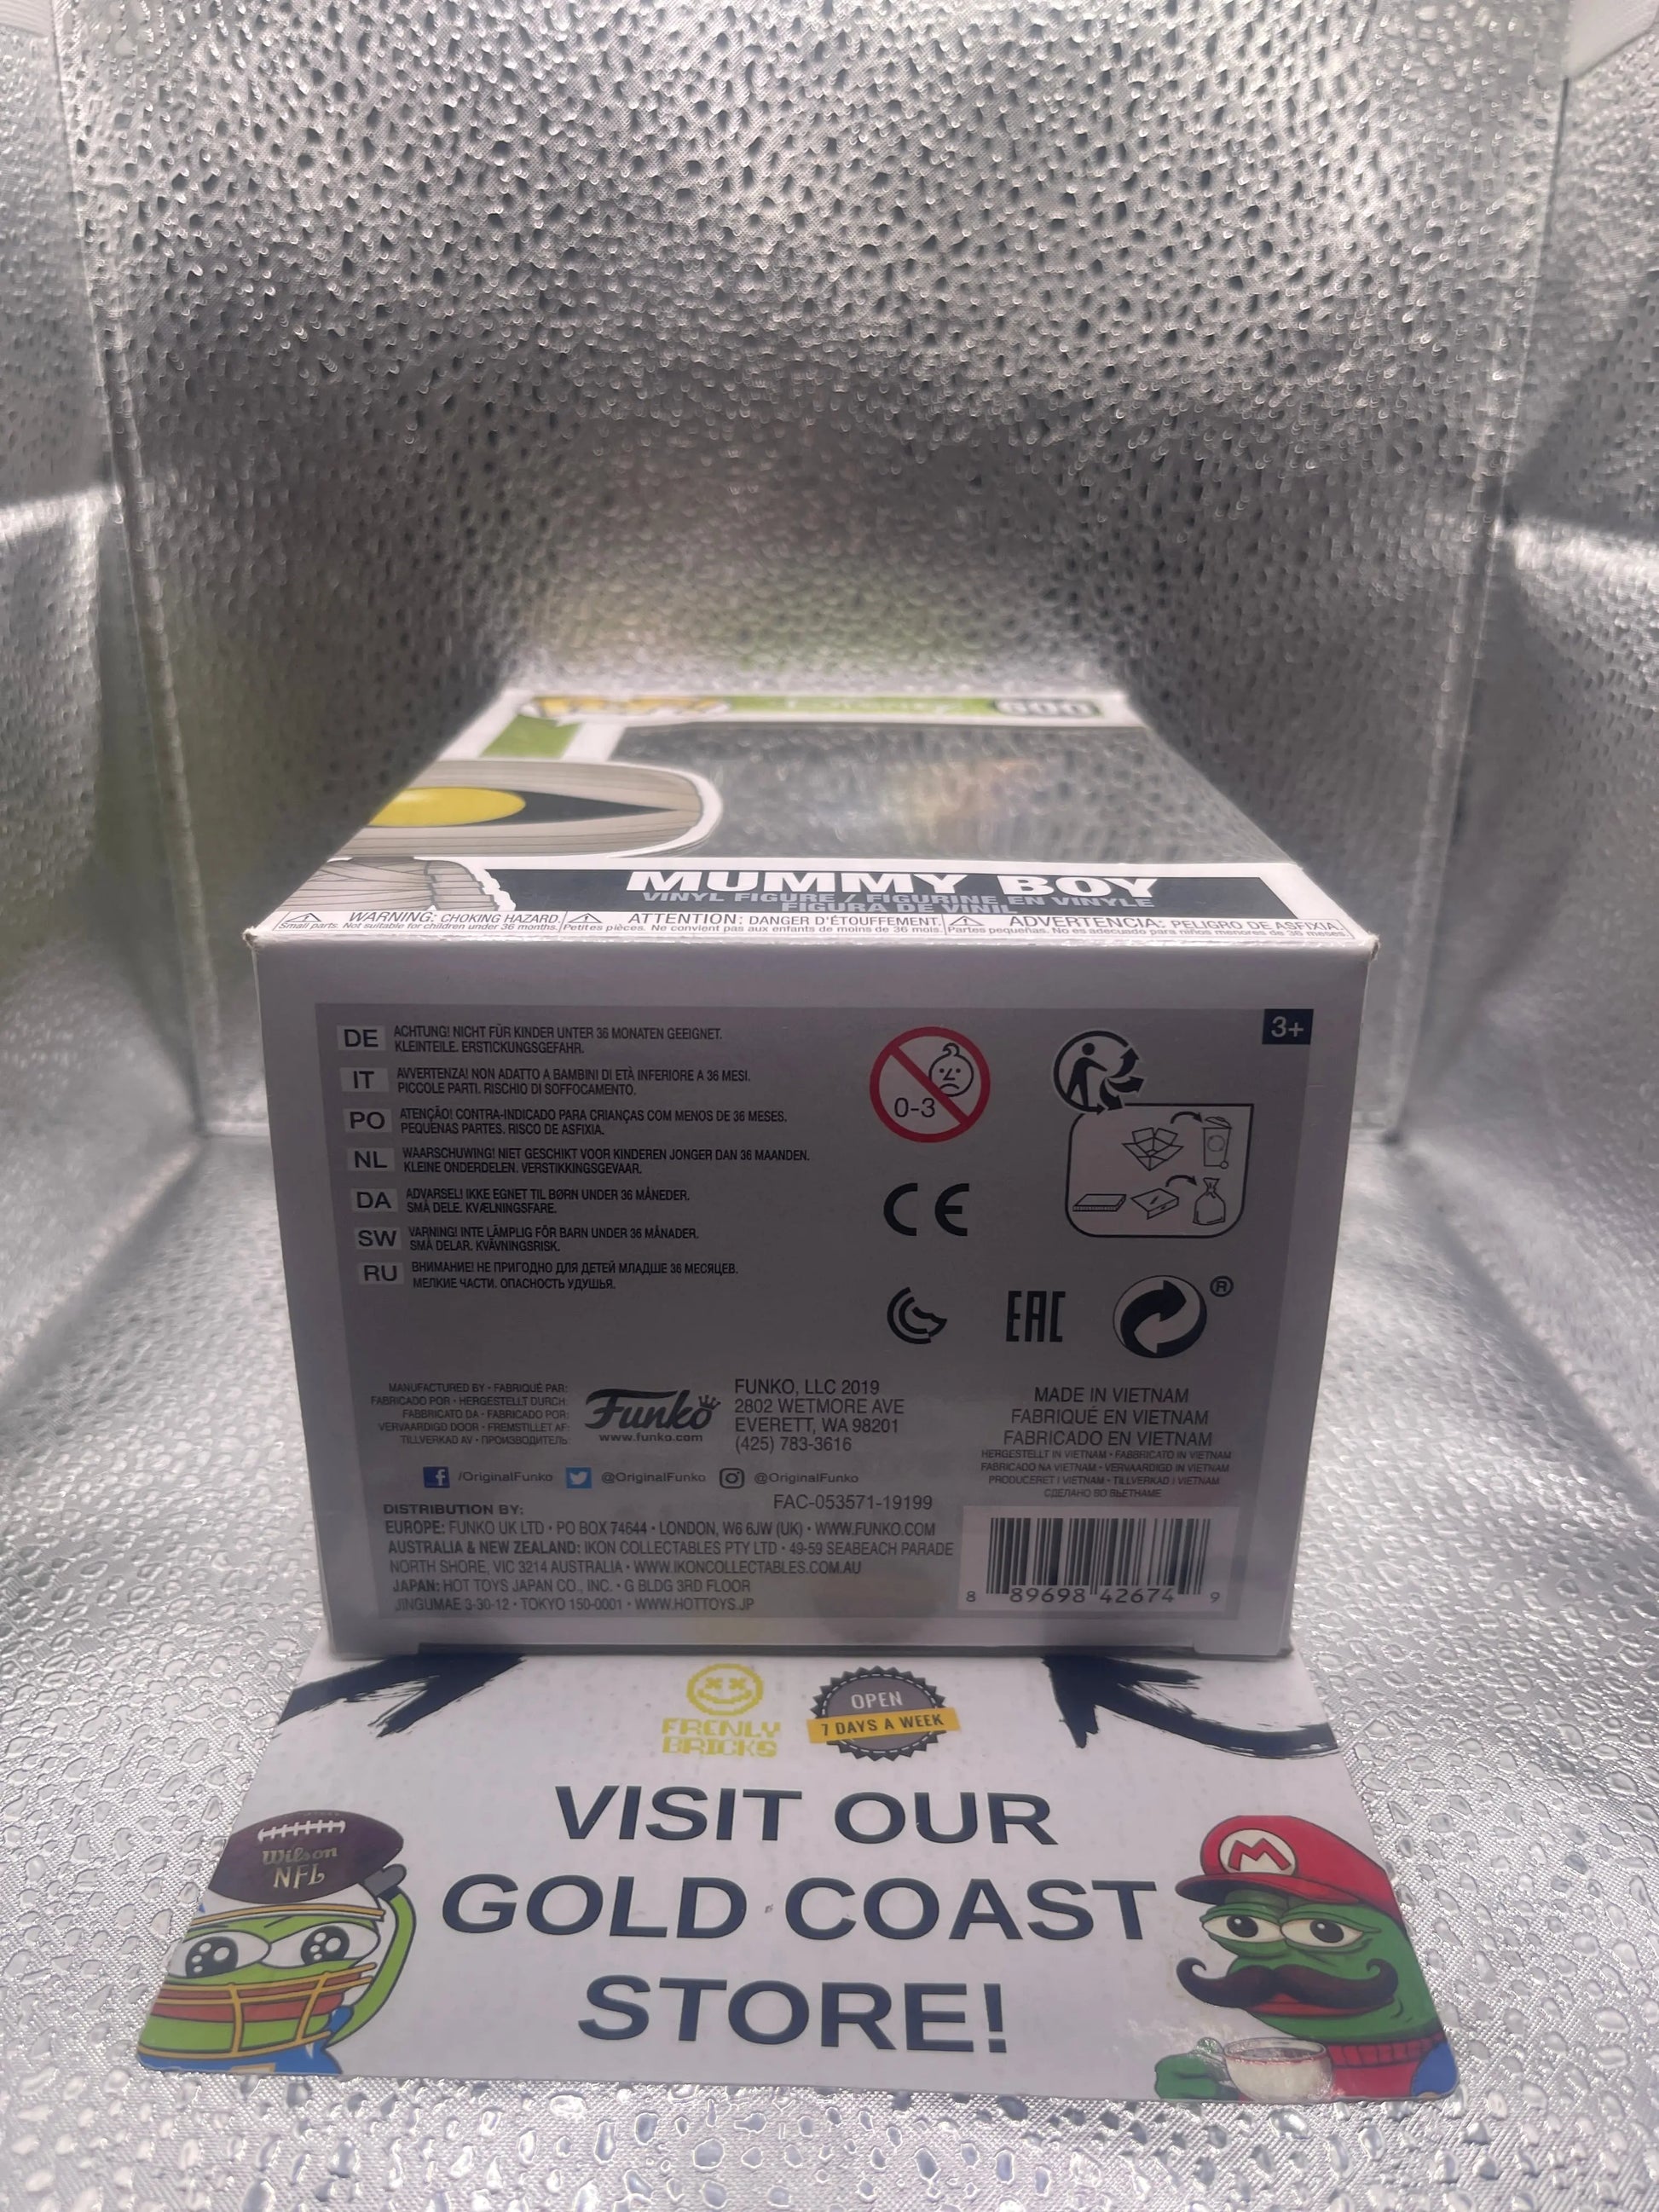 600
MUMMY BOY
VINYL FIGURE / FIGURINE EN VINYLE
FIGURA DE VINIL
WARNING: CHOKING HAZARD.
Small parts. Not suitable for children under 36 months.
ATTENTION: DANGER D'ÉTOUFFEMENT.
Petites pièces. Ne convient pas aux enfants de moins de 36 mois.
ADVERTENCIA: PELIGRO DE ASFIXIA.
Partes pequeñas. No es adecuado para niños menores de 36 meses.
3+
DE ACHTUNG! NICHT FÜR KINDER UNTER 36 MONATEN GEEIGNET.
KLEINTEILE. ERSTICKUNGSGEFAHR.
IT AVVERTENZA! NON ADATTO A BAMBINI DI ETÀ INFERIORE A 36 MESI.
PICCOLE PARTI. RISCHIO DI SOFFOCAMENTO.
PO ATENÇÃO! CONTRA-INDICADO PARA CRIANÇAS COM MENOS DE 36 MESES.
PEQUENAS PARTES. RISCO DE ASFIXIA.
NL WAARSCHUWING! NIET GESCHIKT VOOR KINDEREN JONGER DAN 36 MAANDEN.
KLEINE ONDERDELEN. VERSTIKKINGSGEVAAR.
DA ADVARSEL! IKKE EGNET TIL BØRN UNDER 36 MÅNEDER.
SMÅ DELE. KVÆLNINGSFARE.
SW VARNING! INTE LÄMPLIG FÖR BARN UNDER 36 MÅNADER.
SMÅ DELAR. KVÄVNINGSRISK.
RU ВНИМАНИЕ! НЕ ПРИГОДНО ДЛЯ ДЕТЕЙ МЛАДШЕ 36 МЕСЯЦЕВ.
МЕЛКИЕ ЧАСТИ. ОПАСНОСТЬ УДУШЬЯ.
0-3
CE
EAC
®
MANUFACTURED BY • FABRIQUÉ PAR:
FABRICADO POR • HERGESTELLT DURCH:
FABBRICATO DA • FABRICADO POR:
VERVAARDIGD DOOR • FREMSTILLET AF:
TILLVERKAD AV • ПРОИЗВОДИТЕЛЬ:
Funko
www.funko.com
FUNKO, LLC 2019
2802 WETMORE AVE
EVERETT, WA 98201
(425) 783-3616
/OriginalFunko @OriginalFunko @OriginalFunko
FAC-053571-19199
MADE IN VIETNAM
FABRIQUÉ EN VIETNAM
FABRICADO EN VIETNAM
HERGESTELLT IN VIETNAM • FABBRICATO IN VIETNAM
FABRICADO NA VIETNAM • VERVAARDIGD IN VIETNAM
PRODUCERET I VIETNAM • TILLVERKAD I VIETNAM
СДЕЛАНО ВО ВЬЕТНАМЕ
DISTRIBUTION BY:
EUROPE: FUNKO UK LTD • PO BOX 74644 • LONDON, W6 6JW (UK) • WWW.FUNKO.COM
AUSTRALIA & NEW ZEALAND: IKON COLLECTABLES PTY LTD • 49-59 SEABEACH PARADE
NORTH SHORE, VIC 3214 AUSTRALIA • WWW.IKONCOLLECTABLES.COM.AU
JAPAN: HOT TOYS JAPAN CO., INC. • G BLDG 3RD FLOOR
JINGUMAE 3-30-12 • TOKYO 150-0001 • WWW.HOTTOYS.JP
8 89698 42674 9
FRENLY
BRICKS
OPEN
7 DAYS A WEEK
VISIT OUR
GOLD COAST
STORE!
Wilson
NFL
M